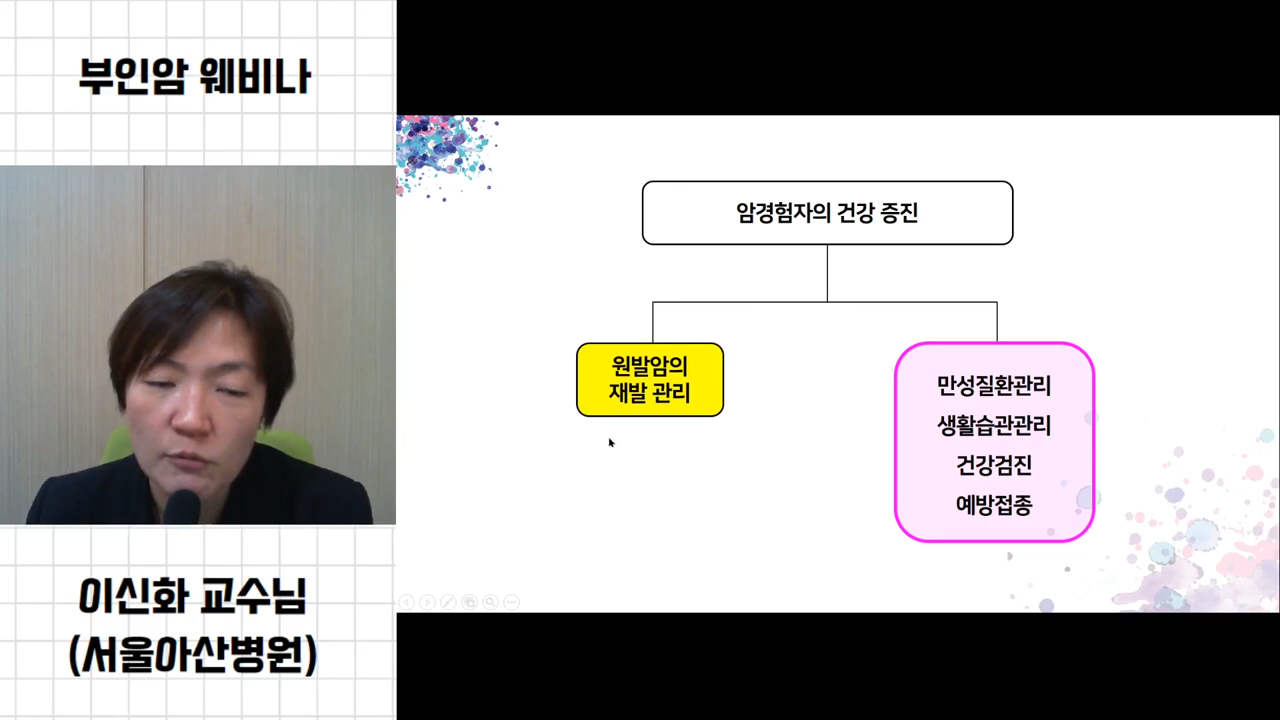 부인암 웨비나
이신화 교수님
(서울아산병원)
암경험자의 건강 증진
원발암의
재발 관리
만성질환관리
생활습관관리
건강검진
예방접종